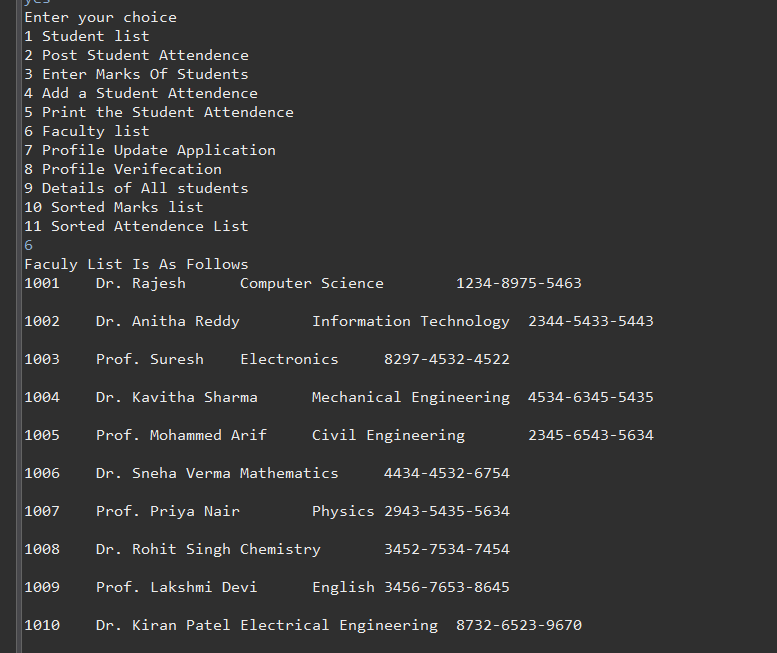 yes
Enter your choice
1 Student list
2 Post Student Attendence
3 Enter Marks Of Students
4 Add a Student Attendence
5 Print the Student Attendence
6 Faculty list
7 Profile Update Application
8 Profile Verifecation
9 Details of All students
10 Sorted Marks list
11 Sorted Attendence List
6
Faculy List Is As Follows
1001 Dr. Rajesh Computer Science 1234-8975-5463
1002 Dr. Anitha Reddy Information Technology 2344-5433-5443
1003 Prof. Suresh Electronics 8297-4532-4522
1004 Dr. Kavitha Sharma Mechanical Engineering 4534-6345-5435
1005 Prof. Mohammed Arif Civil Engineering 2345-6543-5634
1006 Dr. Sneha Verma Mathematics 4434-4532-6754
1007 Prof. Priya Nair Physics 2943-5435-5634
1008 Dr. Rohit Singh Chemistry 3452-7534-7454
1009 Prof. Lakshmi Devi English 3456-7653-8645
1010 Dr. Kiran Patel Electrical Engineering 8732-6523-9670